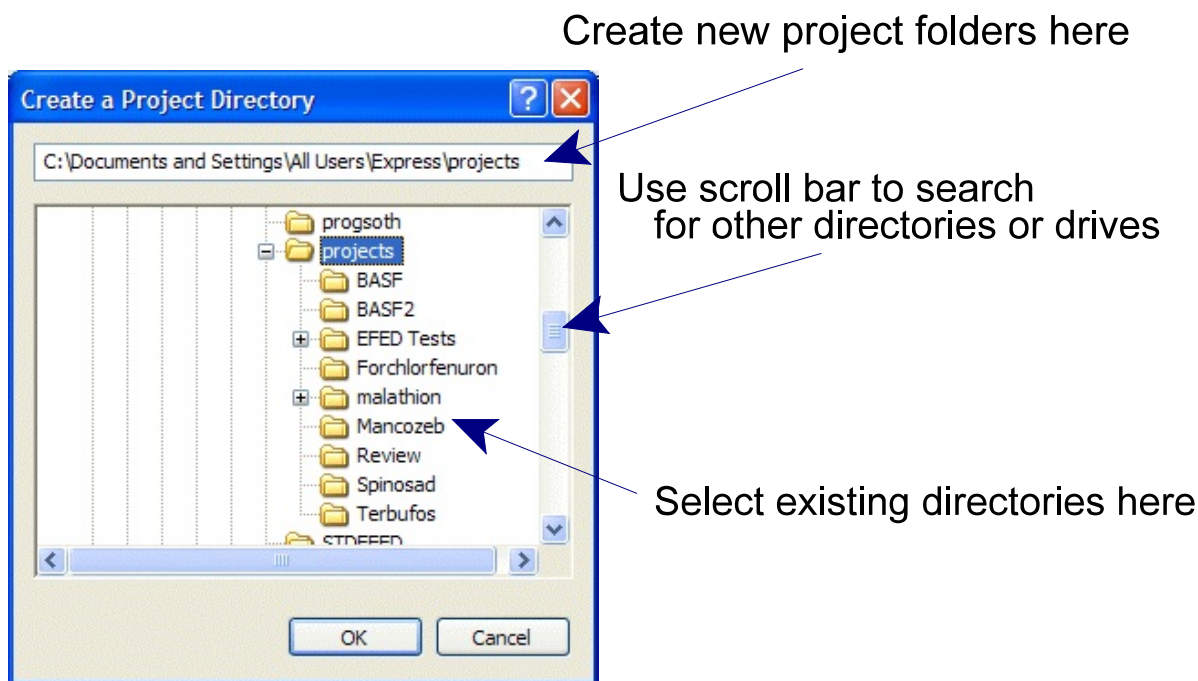 Create new project folders here
Create a Project Directory
C:\Documents and Settings\All Users\Express\projects
Use scroll bar to search
for other directories or drives
progsoth
projects
BASF
BASF2
EFED Tests
Forchlorfenuron
malathion
Mancozeb
Review
Spinosad
Terbufos
STDEFED
Select existing directories here
OK
Cancel